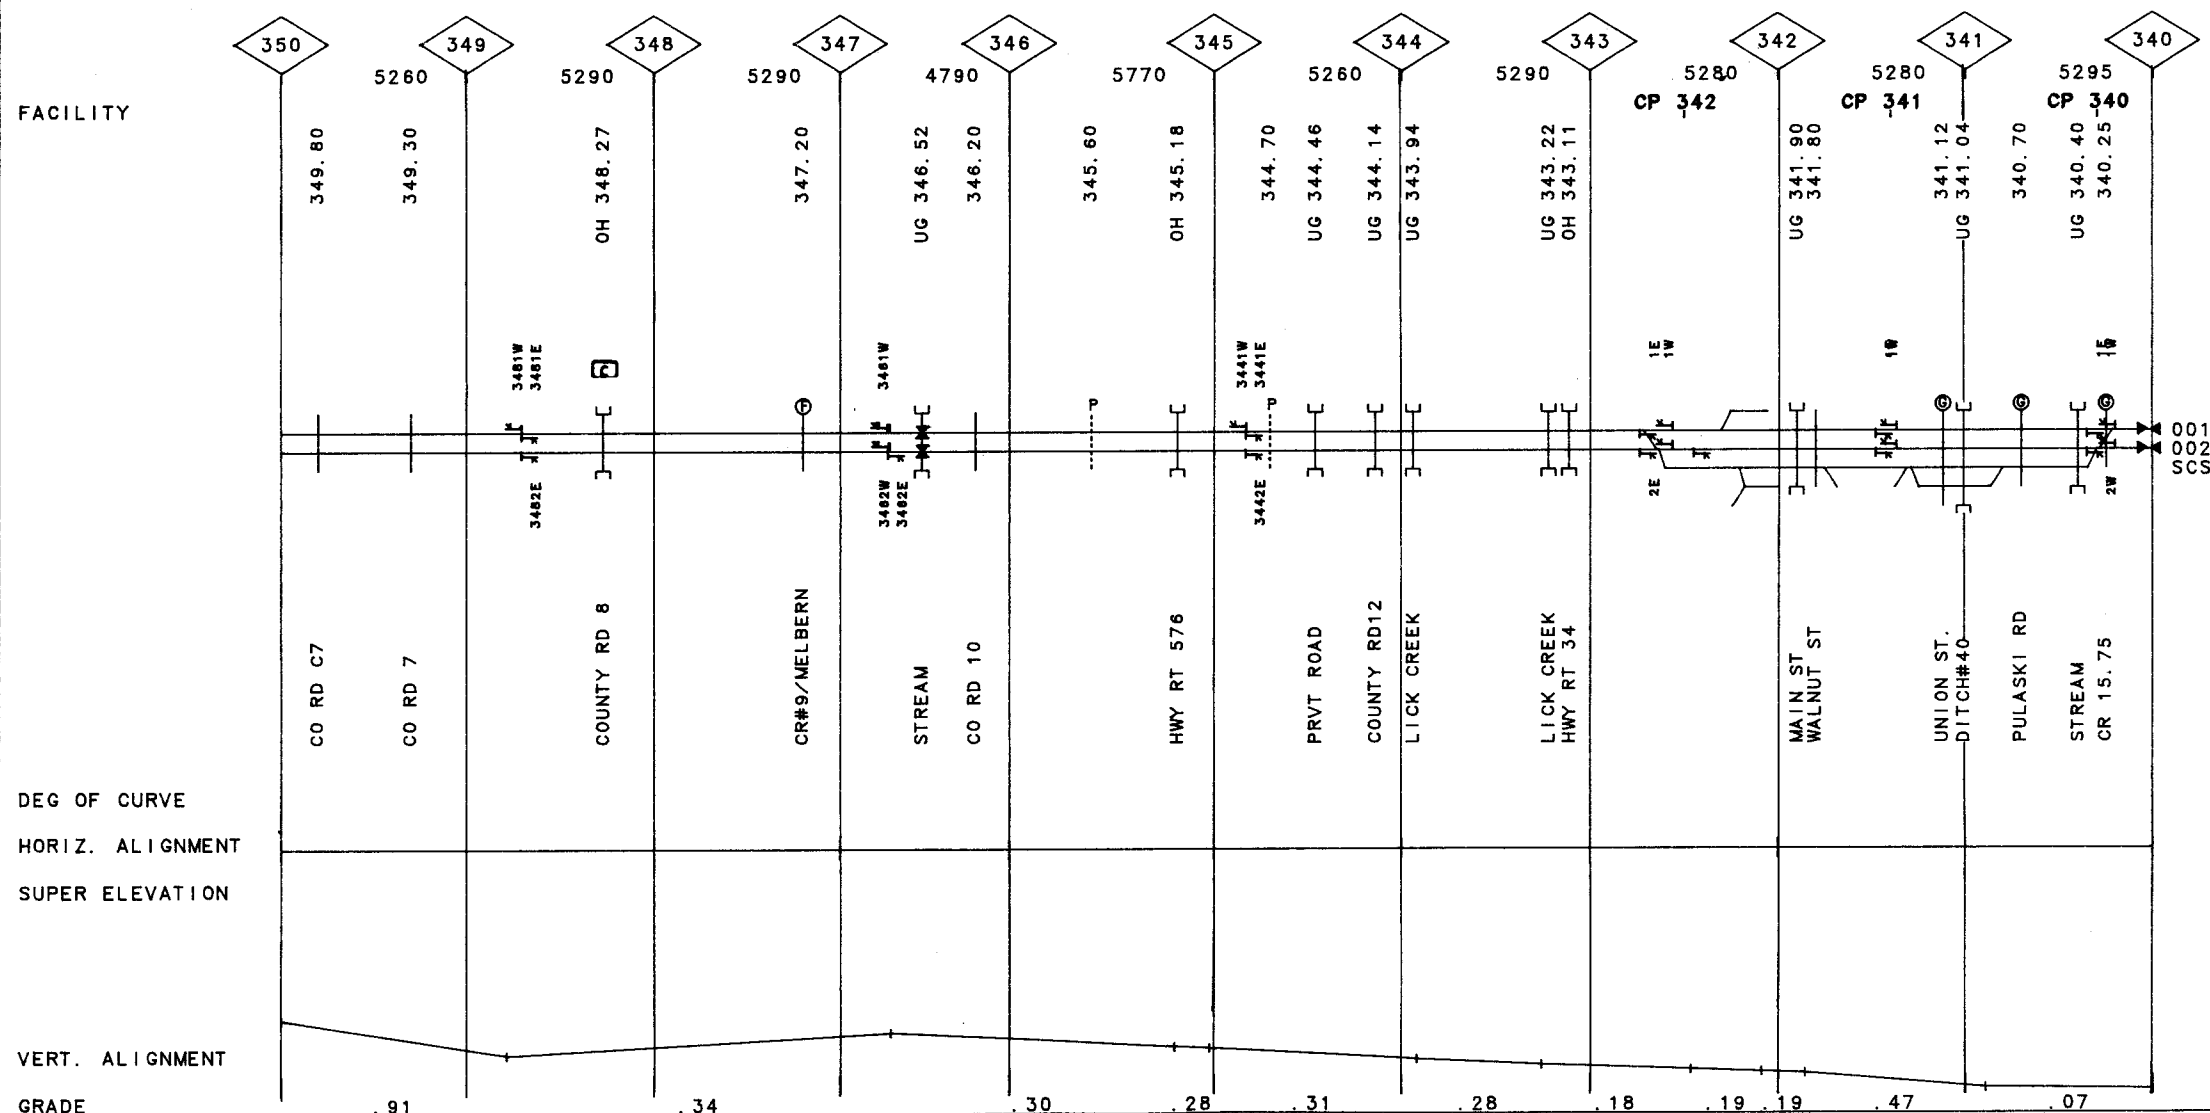 350 349 348 347 346 345 344 343 342 341 340
5260 5290 5290 4790 5770 5260 5290 5280 5280 5295
CP 342 CP 341 CP 340
FACILITY
349.80
349.30
OH 348.27
347.20
UG 346.52
346.20
345.60
OH 345.18
344.70
UG 344.46
UG 344.14
UG 343.94
UG 343.22
OH 343.11
UG 341.90
341.80
341.12
UG 341.04
340.70
UG 340.40
340.25
3481W
3481E
3461W
3441W
3441E
1E
1W
1W
1E
1W
F
P
P
G
G
G
001
002
SCS
3482E
3462W
3462E
3442E
2E
2W
CO RD C7
CO RD 7
COUNTY RD 8
CR#9/MELBERN
STREAM
CO RD 10
HWY RT 576
PRVT ROAD
COUNTY RD12
LICK CREEK
LICK CREEK
HWY RT 34
MAIN ST
WALNUT ST
UNION ST.
DITCH#40
PULASKI RD
STREAM
CR 15.75
DEG OF CURVE
HORIZ. ALIGNMENT
SUPER ELEVATION
VERT. ALIGNMENT
GRADE .91 .34 .30 .28 .31 .28 .18 .19 .19 .47 .07